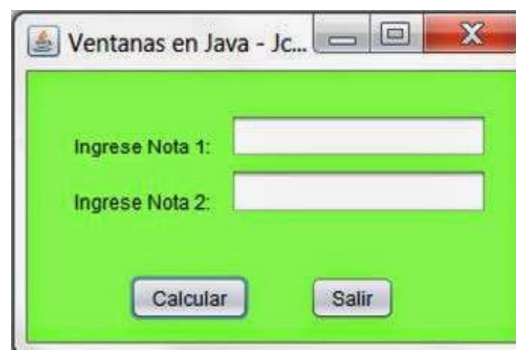 Ventanas en Java - Jc...
Ingrese Nota 1:
Ingrese Nota 2:
Calcular Salir